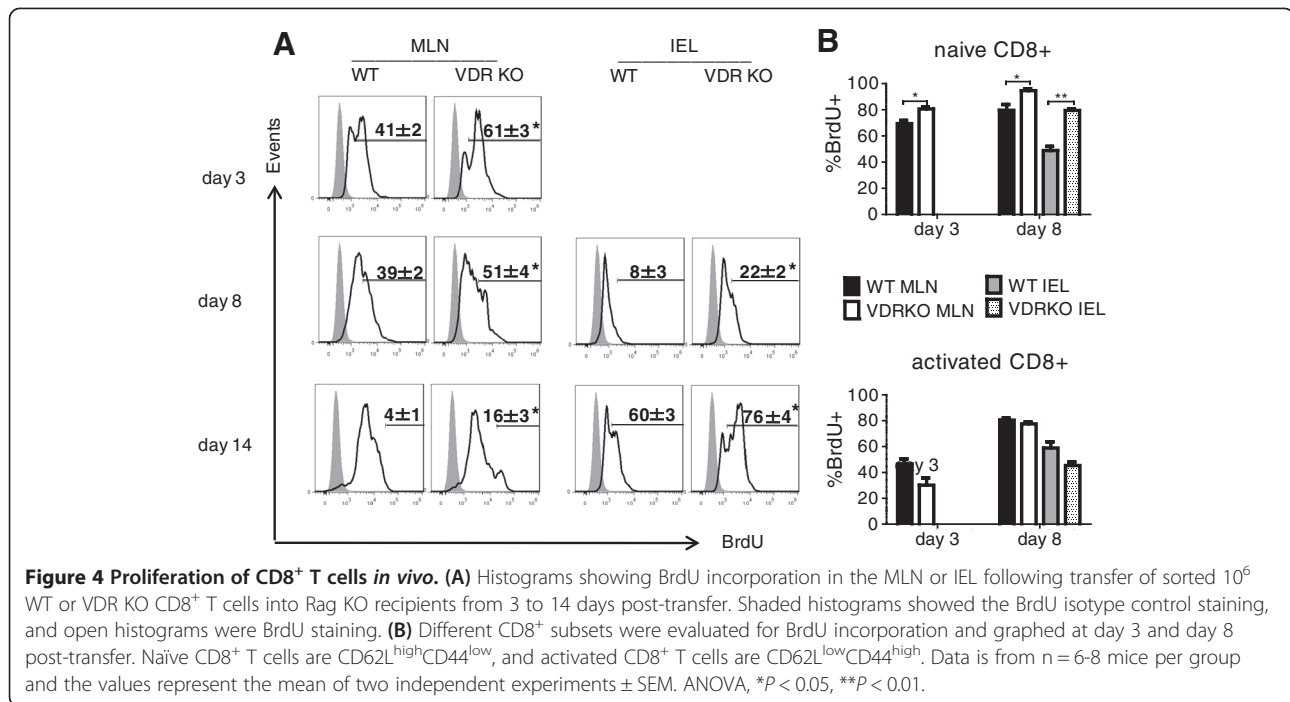 A
MLN IEL
WT VDR KO WT VDR KO
Events
day 3
41±2 61±3*
day 8
39±2 51±4* 8±3 22±2*
day 14
4±1 16±3* 60±3 76±4*
BrdU
B
naive CD8+
%BrdU+
100
80
60
40
20
0
* * **
day 3 day 8
WT MLN WT IEL
VDRKO MLN VDRKO IEL
activated CD8+
%BrdU+
100
80
60
40
20
0
y 3
day 3 day 8
Figure 4 Proliferation of CD8+ T cells in vivo. (A) Histograms showing BrdU incorporation in the MLN or IEL following transfer of sorted 10⁶
WT or VDR KO CD8+ T cells into Rag KO recipients from 3 to 14 days post-transfer. Shaded histograms showed the BrdU isotype control staining,
and open histograms were BrdU staining. (B) Different CD8+ subsets were evaluated for BrdU incorporation and graphed at day 3 and day 8
post-transfer. Naïve CD8+ T cells are CD62LhighCD44low, and activated CD8+ T cells are CD62LlowCD44high. Data is from n = 6-8 mice per group
and the values represent the mean of two independent experiments ± SEM. ANOVA, *P < 0.05, **P < 0.01.